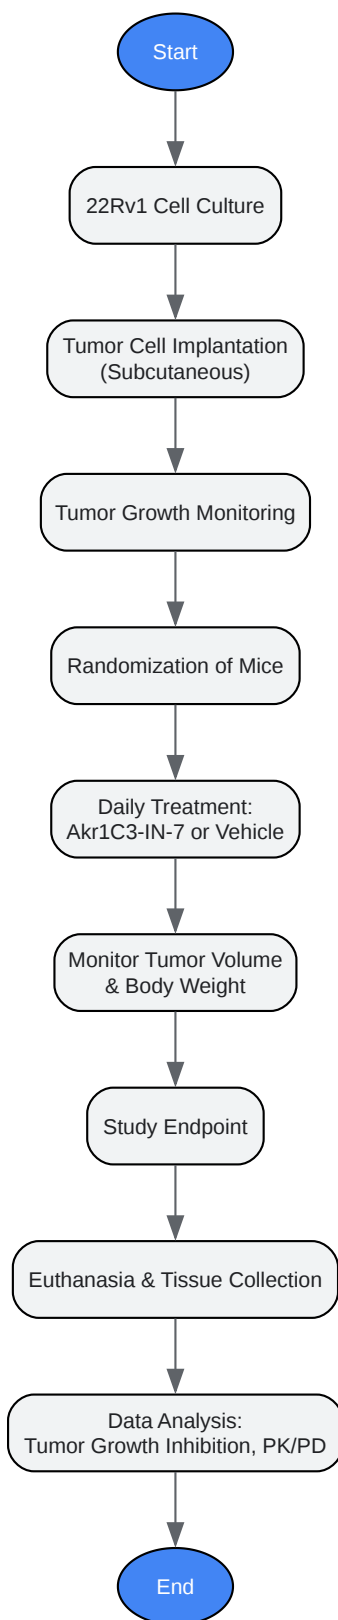 Start
22Rv1 Cell Culture
Tumor Cell Implantation
(Subcutaneous)
Tumor Growth Monitoring
Randomization of Mice
Daily Treatment:
Akr1C3-IN-7 or Vehicle
Monitor Tumor Volume
& Body Weight
Study Endpoint
Euthanasia & Tissue Collection
Data Analysis:
Tumor Growth Inhibition, PK/PD
End